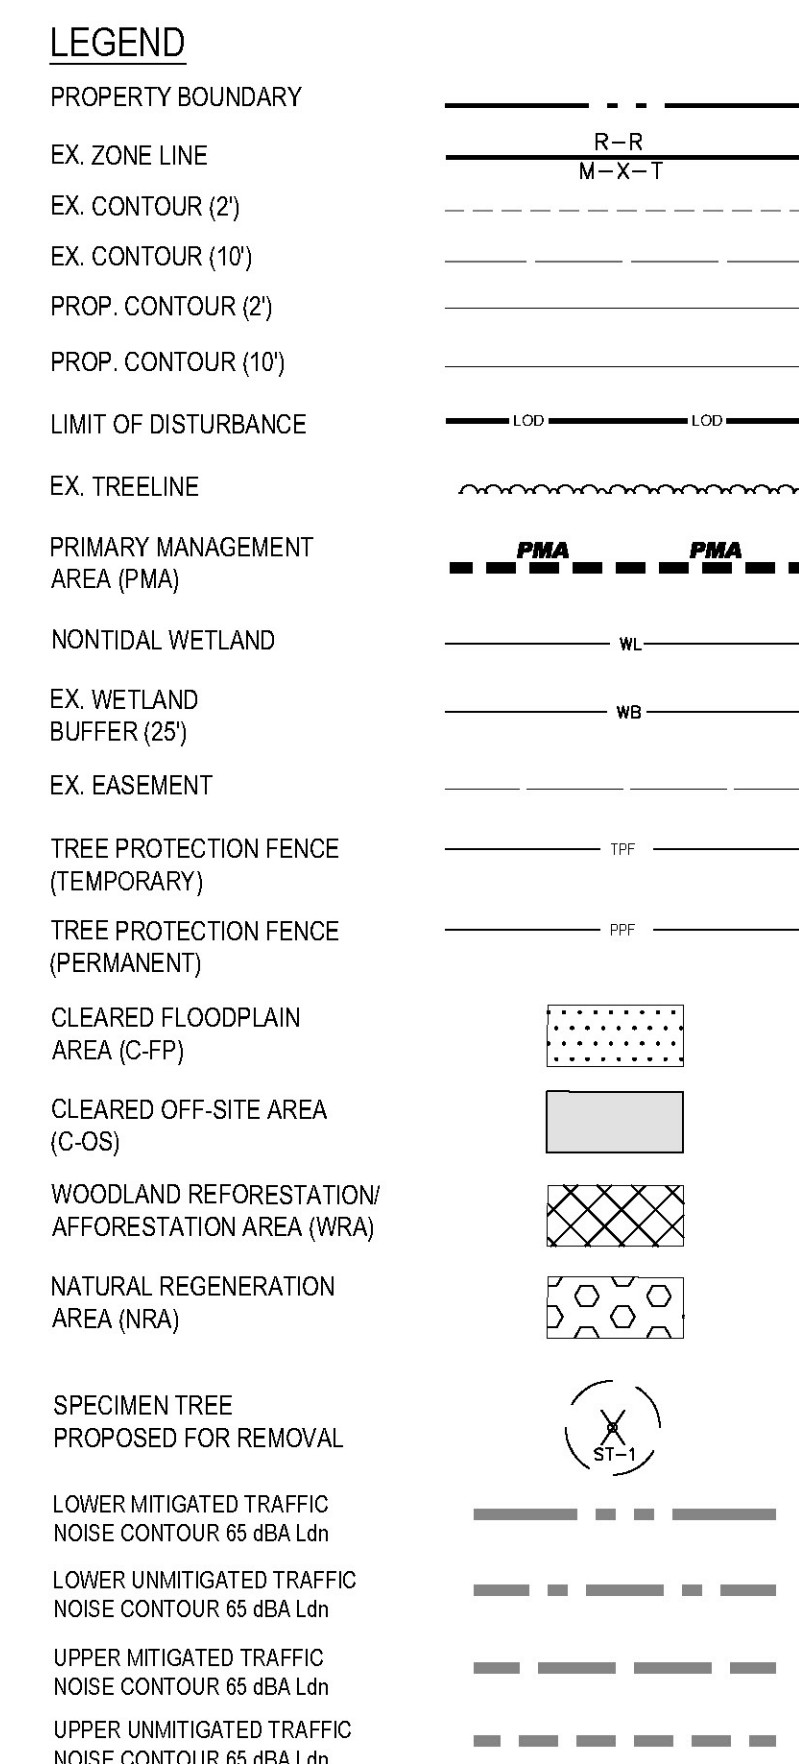 LEGEND
PROPERTY BOUNDARY
R-R
EX. ZONE LINE
M-X-T
EX. CONTOUR (2')
EX. CONTOUR (10')
PROP. CONTOUR (2')
PROP. CONTOUR (10')
LIMIT OF DISTURBANCE LOD LOD
EX. TREELINE
PRIMARY MANAGEMENT PMA PMA
AREA (PMA)
NONTIDAL WETLAND WL
EX. WETLAND WB
BUFFER (25')
EX. EASEMENT
TREE PROTECTION FENCE TPF
(TEMPORARY)
TREE PROTECTION FENCE PPF
(PERMANENT)
CLEARED FLOODPLAIN
AREA (C-FP)
CLEARED OFF-SITE AREA
(C-OS)
WOODLAND REFORESTATION/
AFFORESTATION AREA (WRA)
NATURAL REGENERATION
AREA (NRA)
SPECIMEN TREE
PROPOSED FOR REMOVAL
ST-1
LOWER MITIGATED TRAFFIC
NOISE CONTOUR 65 dBA Ldn
LOWER UNMITIGATED TRAFFIC
NOISE CONTOUR 65 dBA Ldn
UPPER MITIGATED TRAFFIC
NOISE CONTOUR 65 dBA Ldn
UPPER UNMITIGATED TRAFFIC
NOISE CONTOUR 65 dBA Ldn